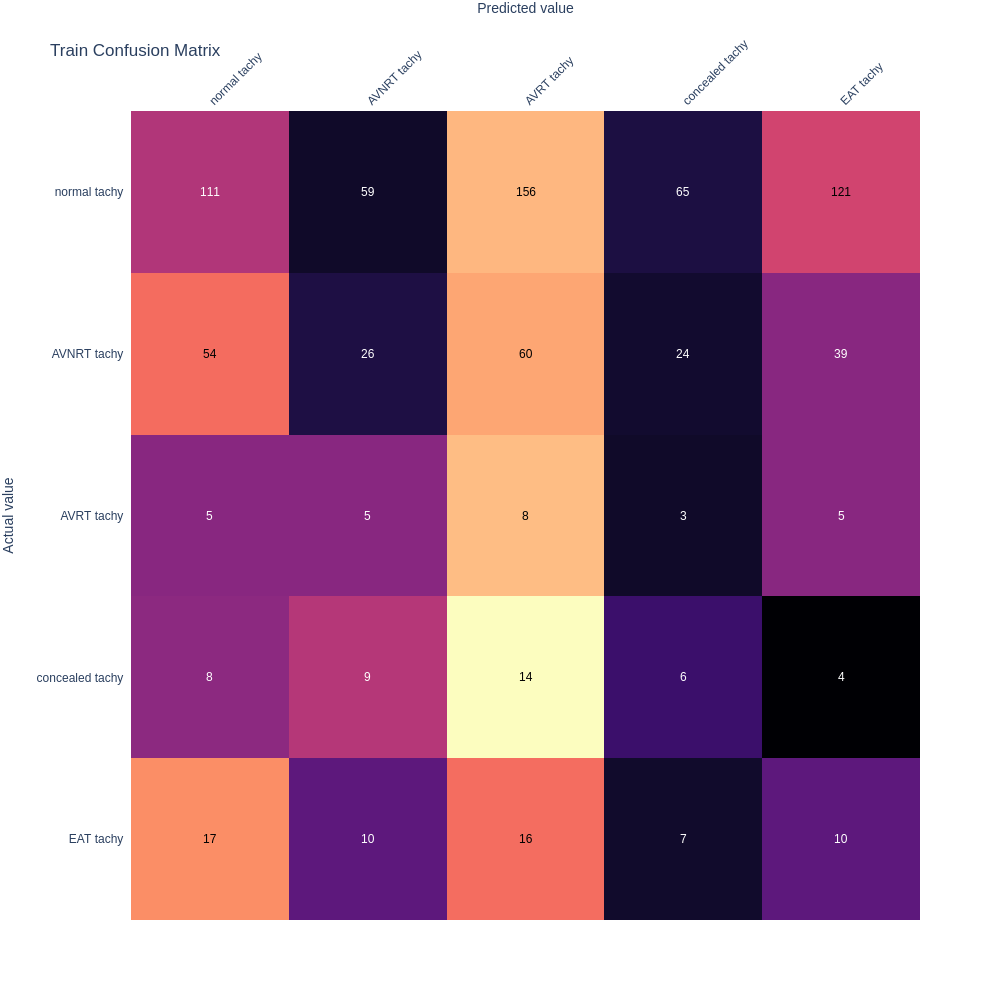 Predicted value
Train Confusion Matrix
normal tachy
AVNRT tachy
AVRT tachy
concealed tachy
EAT tachy
normal tachy 111 59 156 65 121
AVNRT tachy 54 26 60 24 39
Actual value
AVRT tachy 5 5 8 3 5
concealed tachy 8 9 14 6 4
EAT tachy 17 10 16 7 10